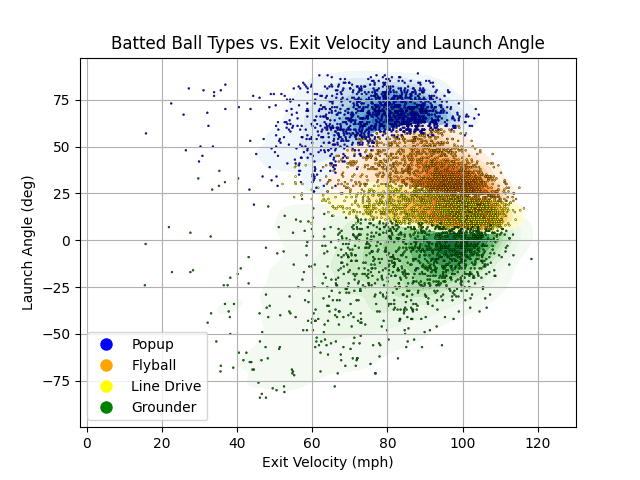 Batted Ball Types vs. Exit Velocity and Launch Angle
Launch Angle (deg)
75
50
25
0
−25
−50
−75
Popup
Flyball
Line Drive
Grounder
0 20 40 60 80 100 120
Exit Velocity (mph)